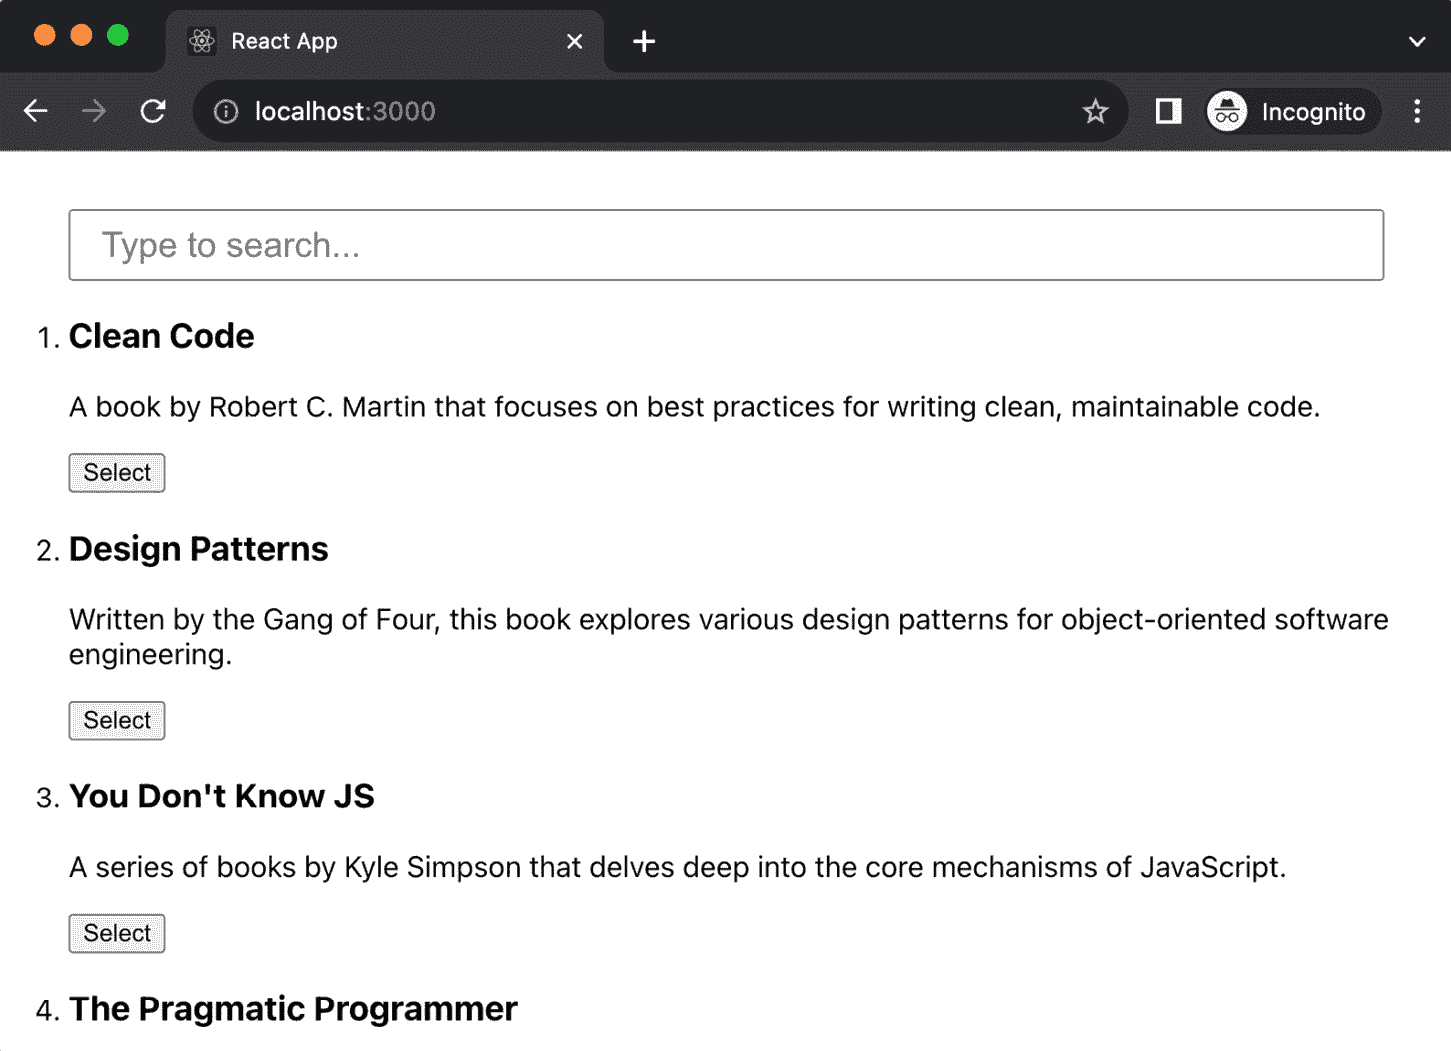 React App
localhost:3000
Incognito
Type to search...
1. Clean Code
A book by Robert C. Martin that focuses on best practices for writing clean, maintainable code.
Select
2. Design Patterns
Written by the Gang of Four, this book explores various design patterns for object-oriented software
engineering.
Select
3. You Don't Know JS
A series of books by Kyle Simpson that delves deep into the core mechanisms of JavaScript.
Select
4. The Pragmatic Programmer